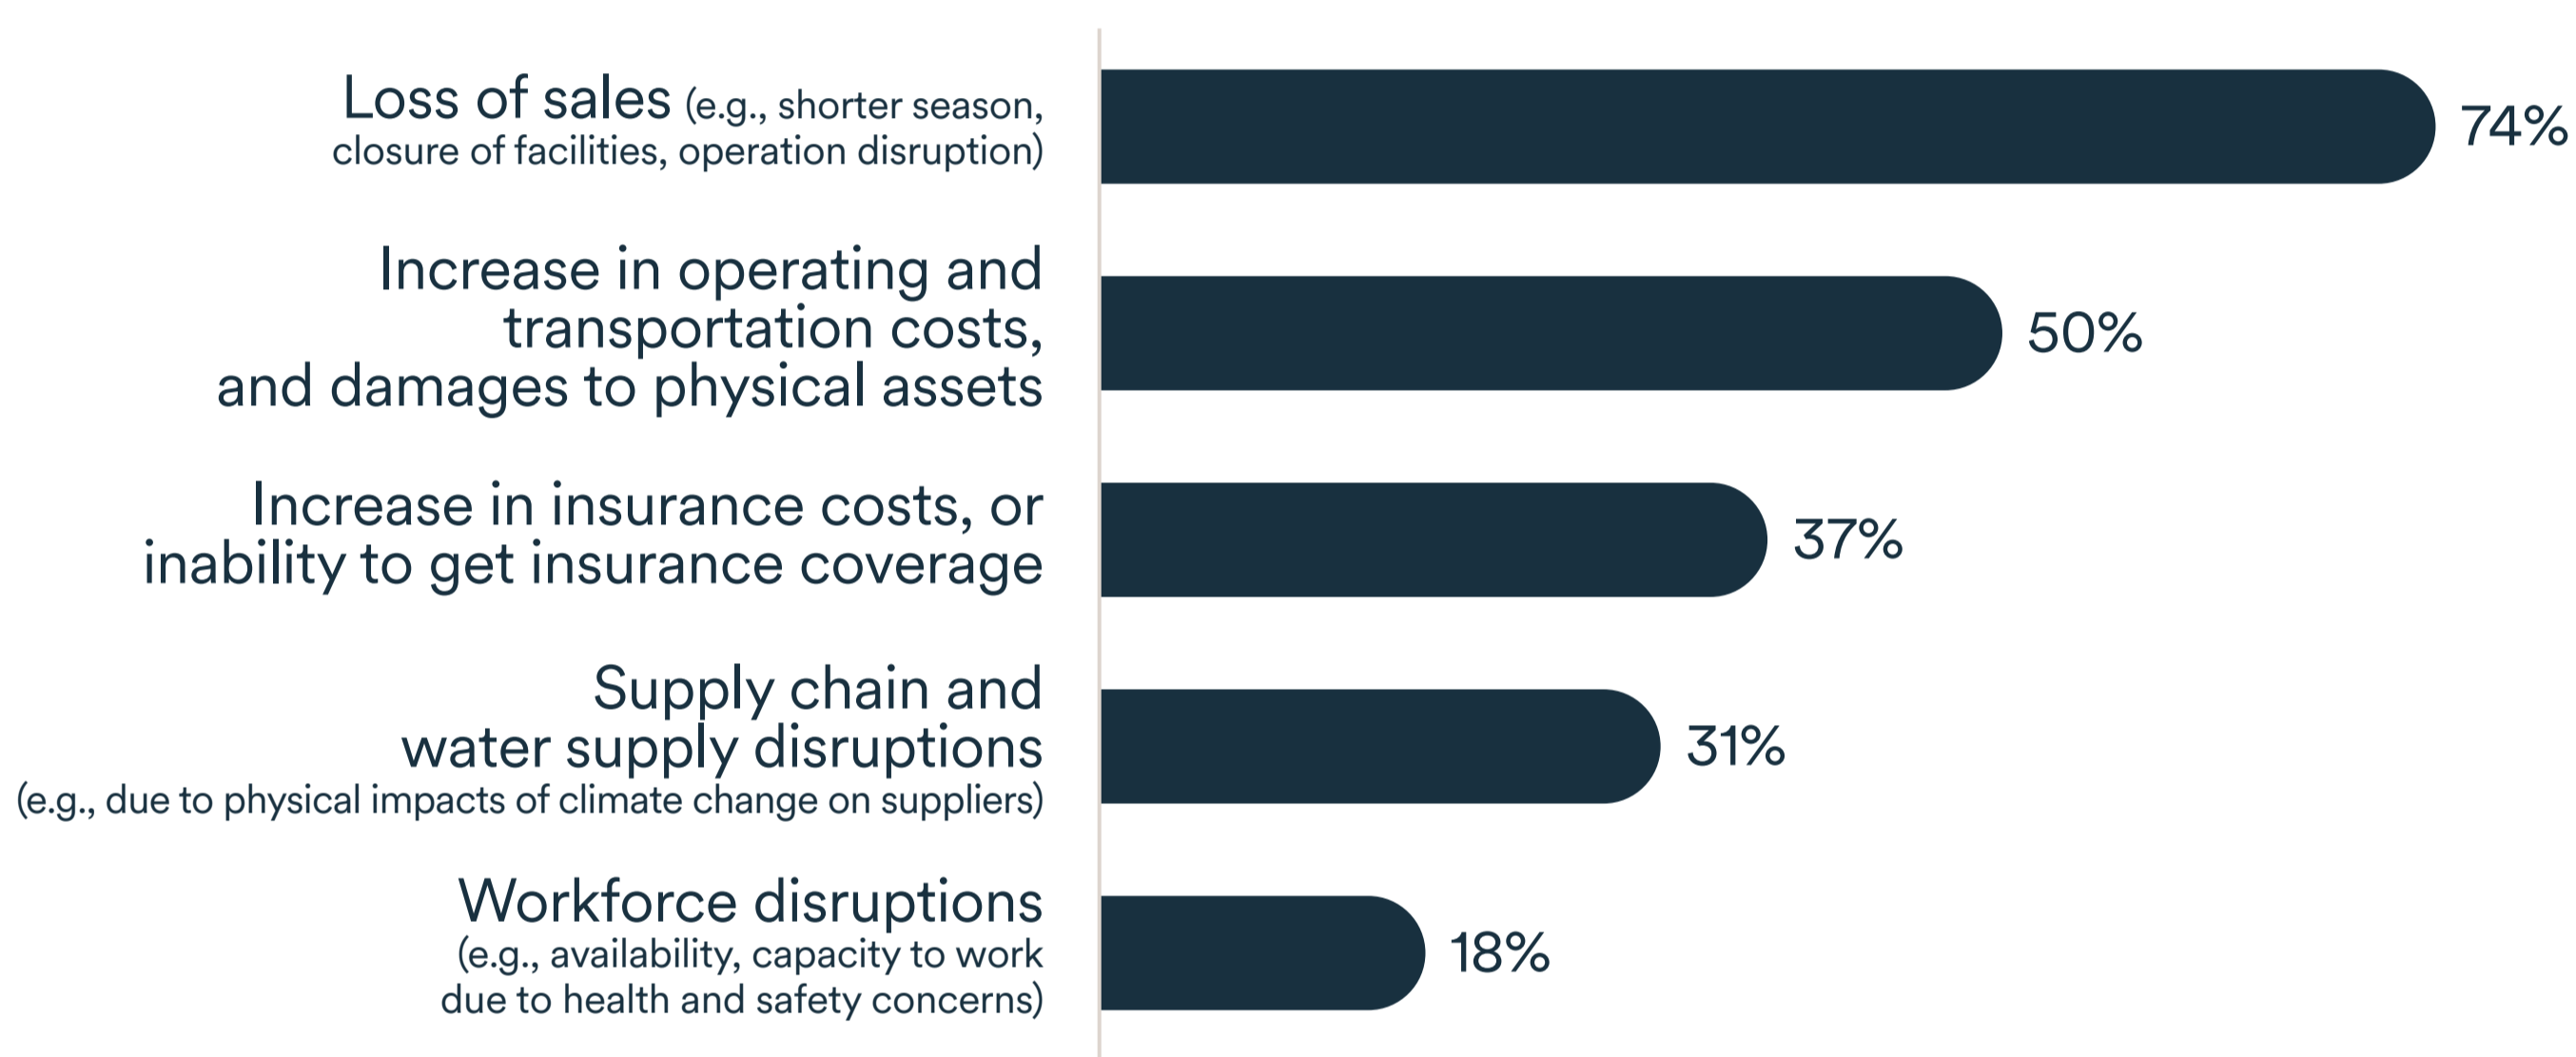 Loss of sales (e.g., shorter season,
closure of facilities, operation disruption)
74%
Increase in operating and
transportation costs,
and damages to physical assets
50%
Increase in insurance costs, or
inability to get insurance coverage
37%
Supply chain and
water supply disruptions
(e.g., due to physical impacts of climate change on suppliers)
31%
Workforce disruptions
(e.g., availability, capacity to work
due to health and safety concerns)
18%